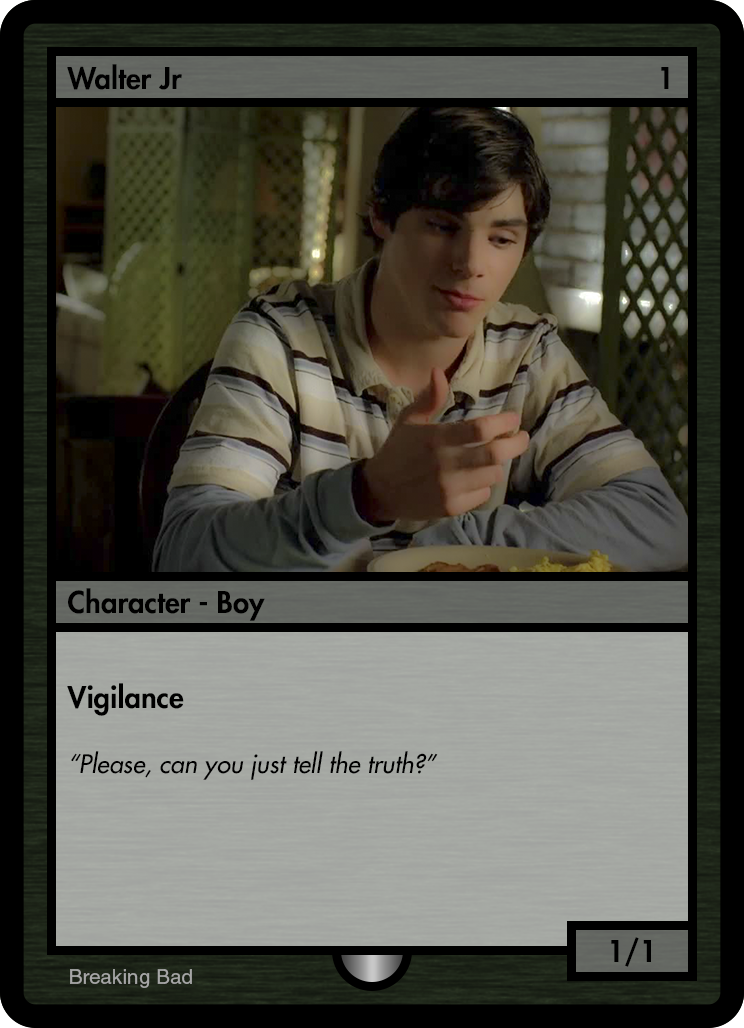 Walter Jr 1
Character - Boy
Vigilance
“Please, can you just tell the truth?”
1/1
Breaking Bad